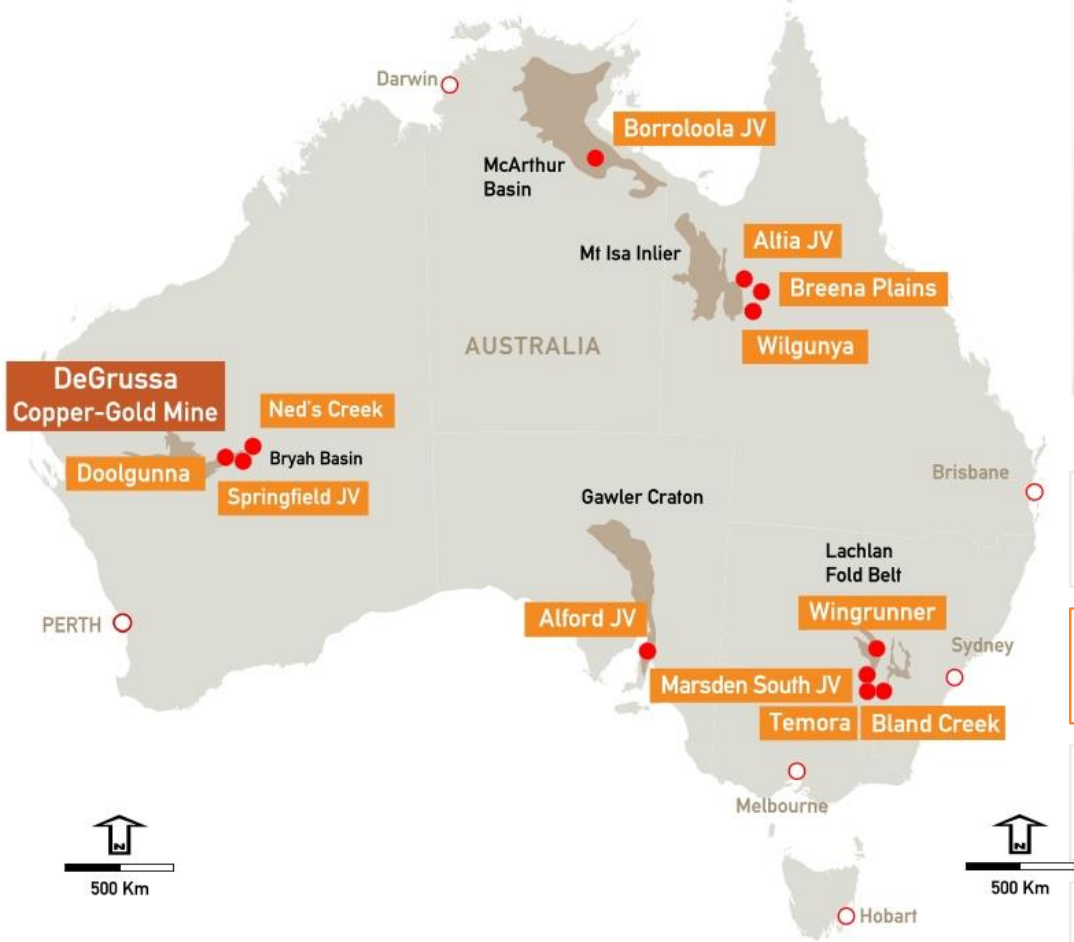 Darwin
Borroloola JV
McArthur
Basin
Altia JV
Mt Isa Inlier
Breena Plains
AUSTRALIA
Wilgunya
DeGrussa
Copper-Gold Mine
Ned's Creek
Bryah Basin
Doolgunna
Springfield JV
Brisbane
Gawler Craton
Lachlan
Fold Belt
Wingrunner
Alford JV
PERTH
Sydney
Marsden South JV
Temora
Bland Creek
Melbourne
N
500 Km
N
500 Km
Hobart